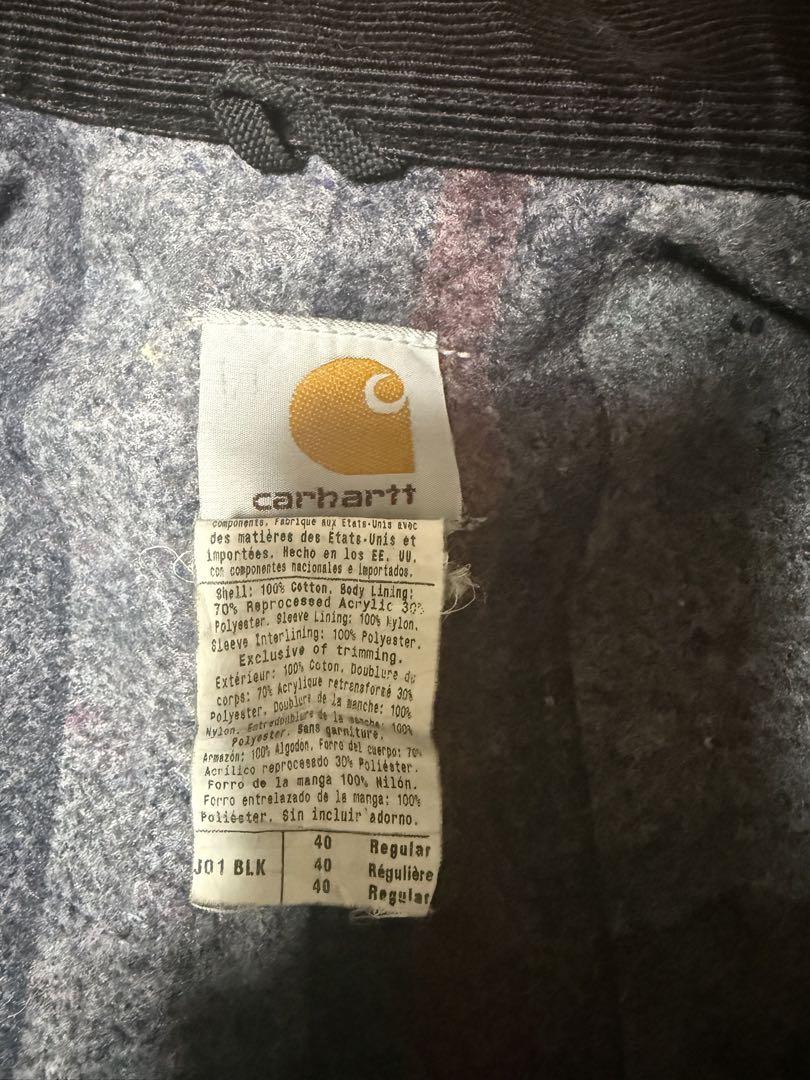 carhartt
components. Fabriqué aux États-Unis avec
des matières des États-Unis et
importées. Hecho en los EE. UU.
con componentes nacionales e importados.
Shell: 100% Cotton. Body Lining:
70% Reprocessed Acrylic 30%
Polyester. Sleeve Lining: 100% Nylon.
Sleeve Interlining: 100% Polyester.
Exclusive of trimming.
Extérieur: 100% Coton. Doublure du
corps: 70% Acrylique retransformé 30%
Polyester. Doublure de la manche: 100%
Nylon. Entredoublure de la manche: 100%
Polyester. Sans garniture.
Armazón: 100% Algodon. Forro del cuerpo: 70%
Acrílico reprocesado 30% Poliéster.
Forro de la manga 100% Nilón.
Forro entrelazado de la manga: 100%
Poliéster. Sin incluir adorno.
J01 BLK
40 Regular
40 Régulière
40 Regular